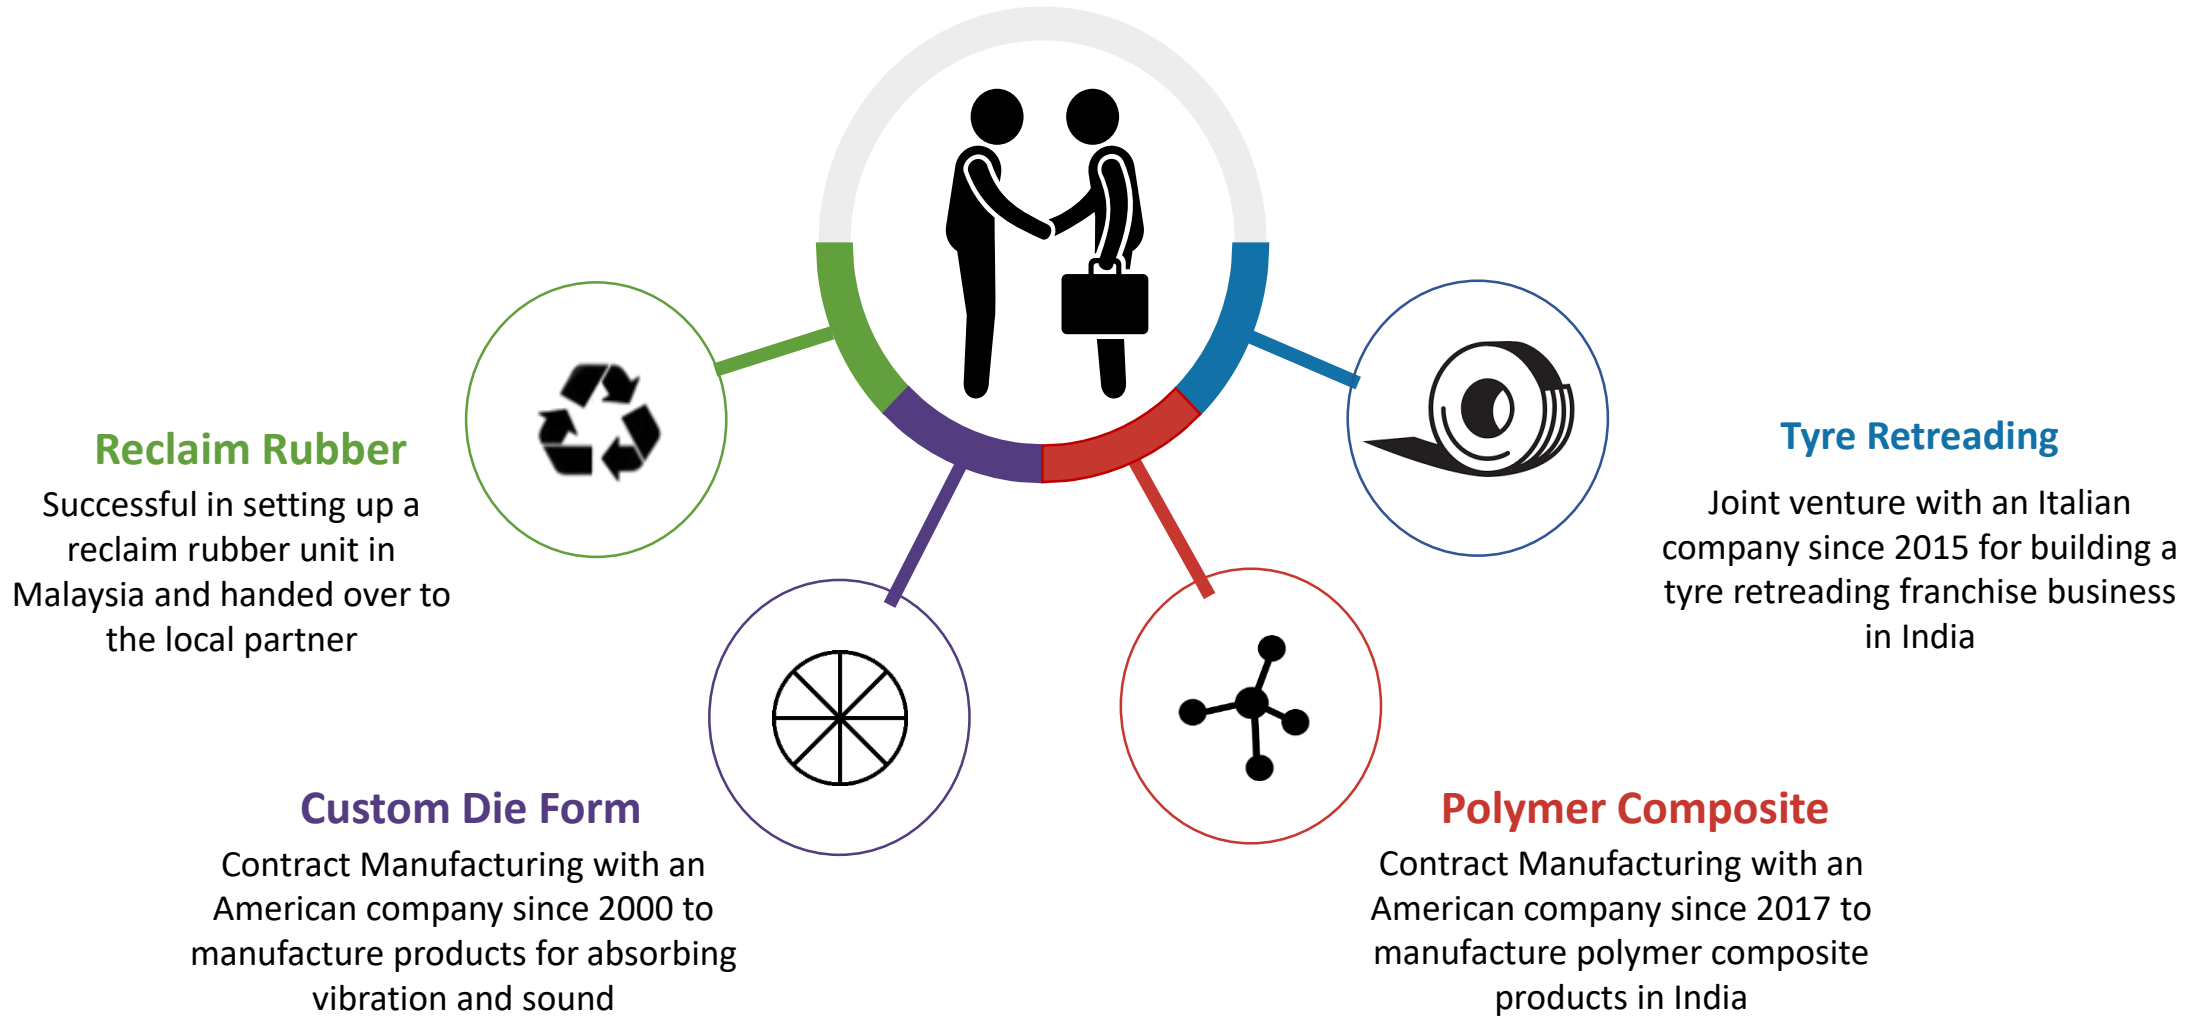 Reclaim Rubber
Successful in setting up a
reclaim rubber unit in
Malaysia and handed over to
the local partner
Custom Die Form
Contract Manufacturing with an
American company since 2000 to
manufacture products for absorbing
vibration and sound
Polymer Composite
Contract Manufacturing with an
American company since 2017 to
manufacture polymer composite
products in India
Tyre Retreading
Joint venture with an Italian
company since 2015 for building a
tyre retreading franchise business
in India